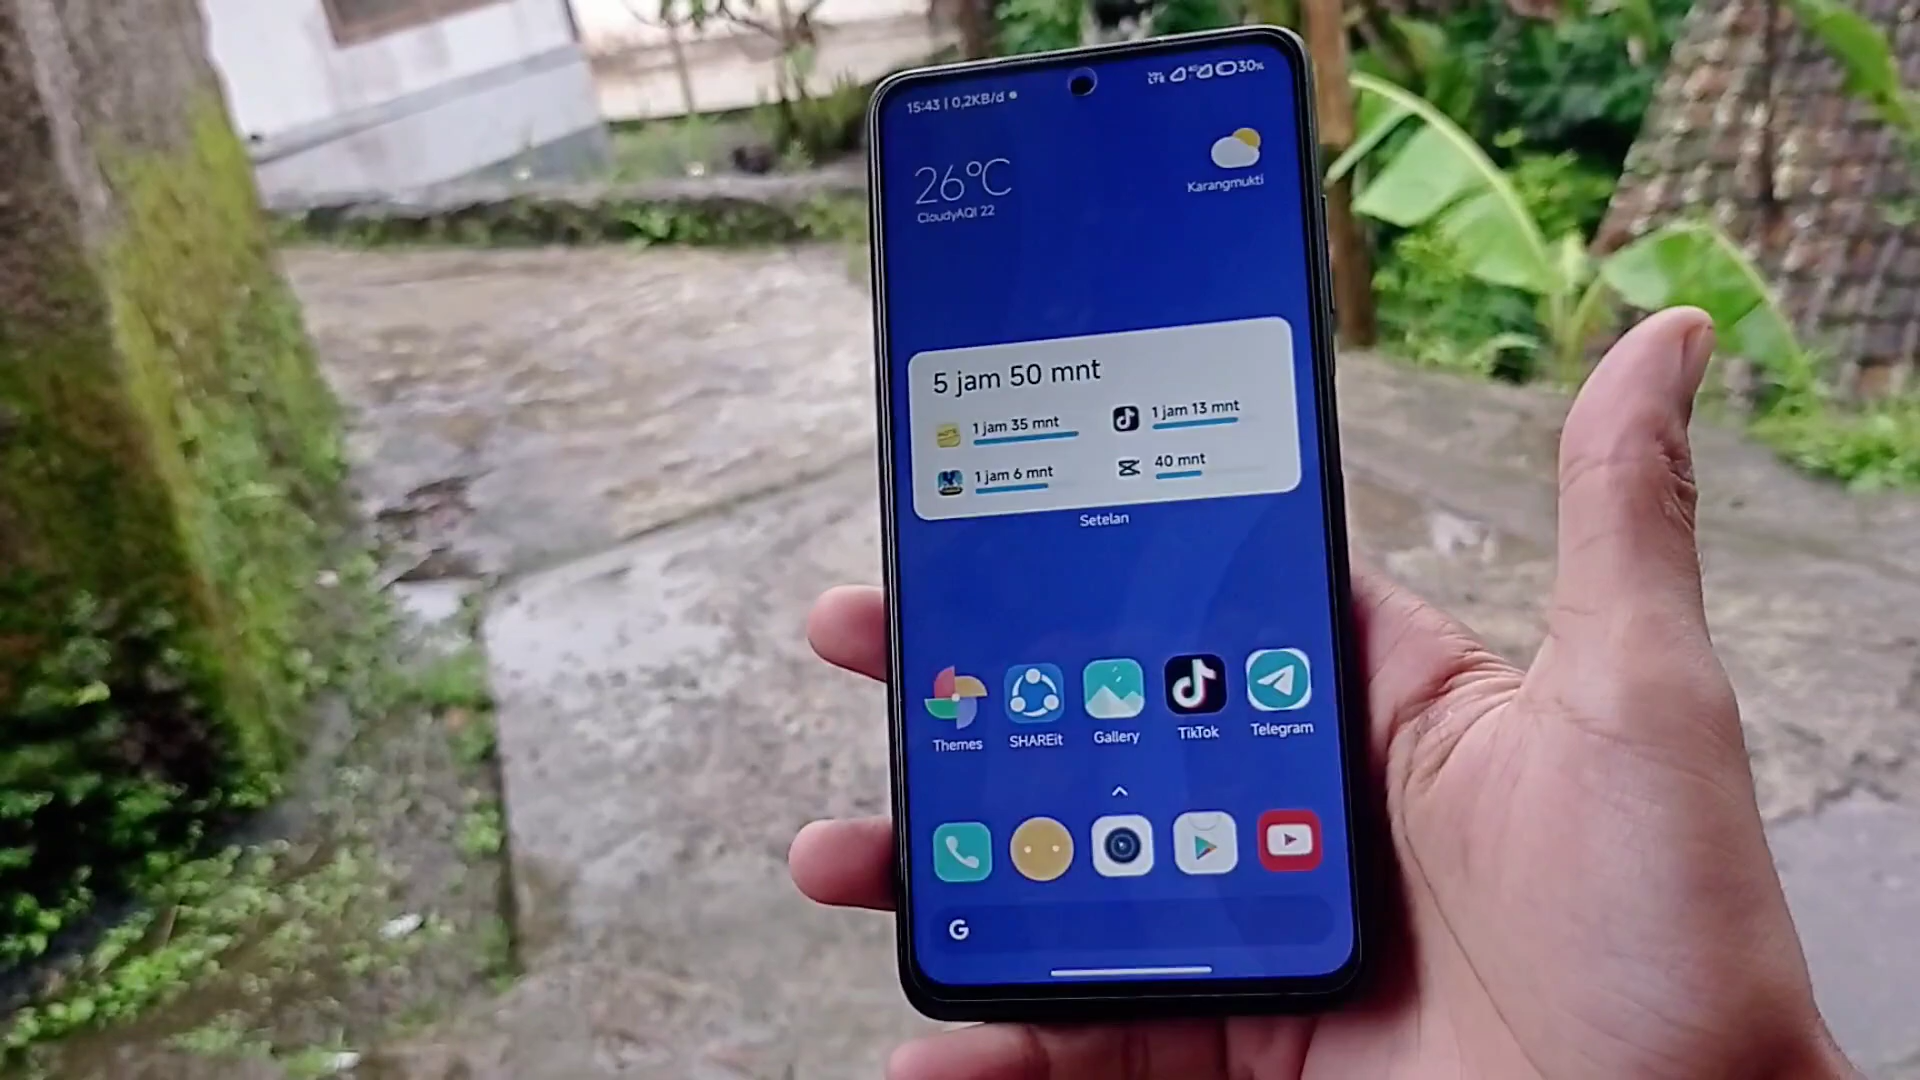 15:43 | 0,2KB/d
30%
26°C
CloudyAQI 22
Karangmukti
5 jam 50 mnt
1 jam 35 mnt
1 jam 13 mnt
1 jam 6 mnt
40 mnt
Setelan
Themes
SHAREit
Gallery
TikTok
Telegram
G